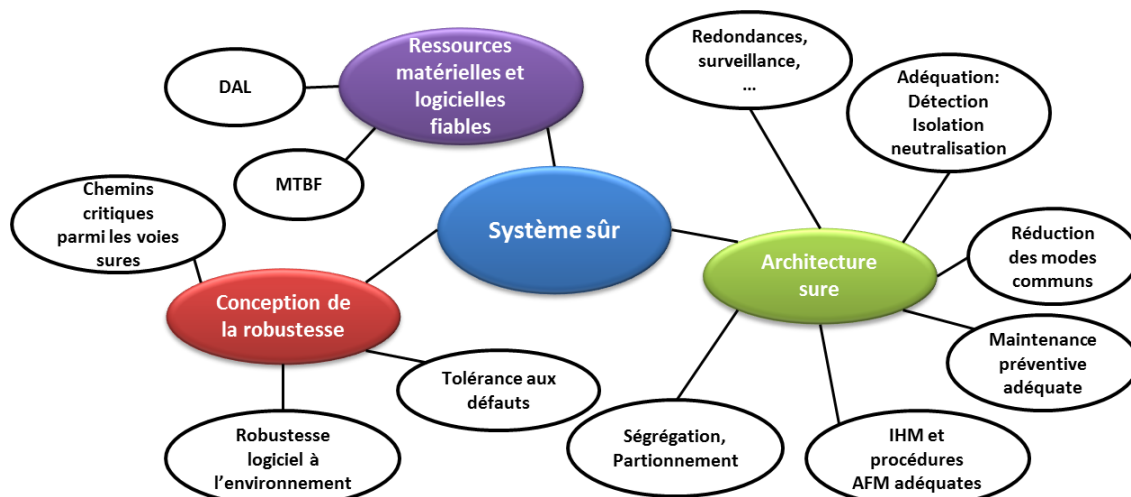 Ressources
matérielles et
logicielles
fiables
DAL
MTBF
Redondances,
surveillance,
...
Adéquation:
Détection
Isolation
neutralisation
Système sûr
Chemins
critiques
parmi les voies
sures
Conception de
la robustesse
Architecture
sure
Réduction
des modes
communs
Maintenance
préventive
adéquate
Tolérance aux
défauts
Robustesse
logiciel à
l'environnement
Ségrégation,
Partionnement
IHM et
procédures
AFM adéquates